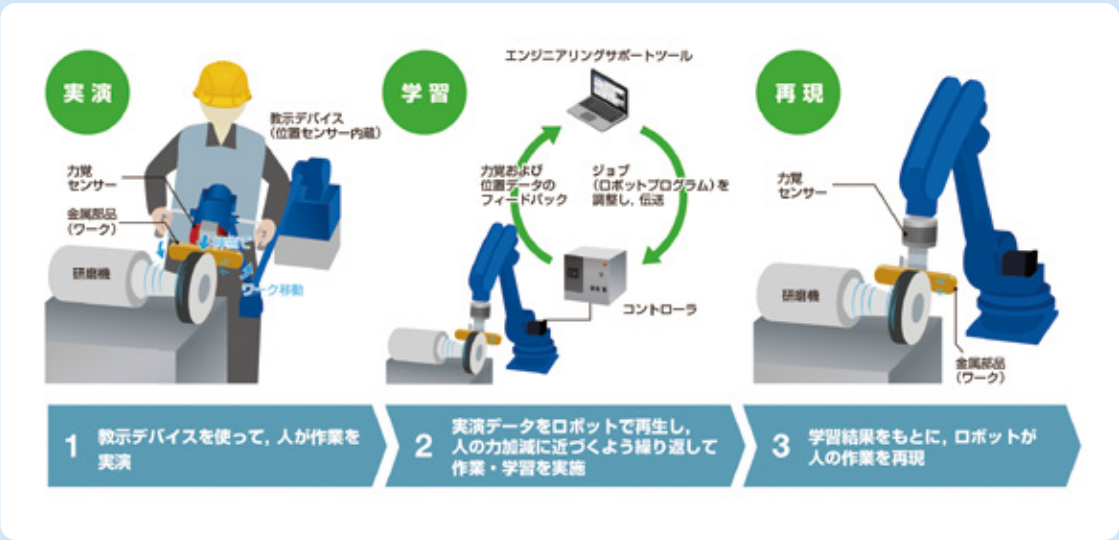 実演
教示デバイス
(位置センサー内蔵)
力覚
センサー
金属部品
(ワーク)
研磨機
ワーク移動
学習
エンジニアリングサポートツール
力覚および
位置データの
フィードバック
ジョブ
(ロボットプログラム)を
調整し, 伝送
コントローラ
再現
力覚
センサー
研磨機
金属部品
(ワーク)
1 教示デバイスを使って, 人が作業を
実演
2 実演データをロボットで再生し,
人の力加減に近づくよう繰り返して
作業・学習を実施
3 学習結果をもとに, ロボットが
人の作業を再現